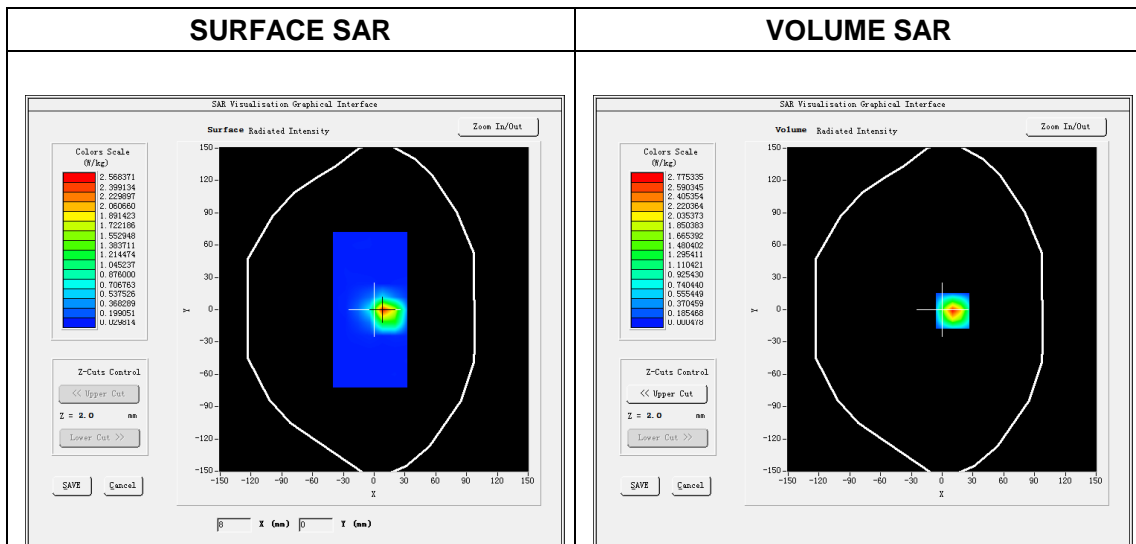 SURFACE SAR
SAR Visualisation Graphical Interface
Surface Radiated Intensity
Zoom In/Out
Colors Scale
(W/kg)
2.568371
2.399134
2.229897
2.060660
1.891423
1.722186
1.552948
1.383711
1.214474
1.045237
0.876000
0.706763
0.537526
0.368289
0.199051
0.029814
Z-Cuts Control
<< Upper Cut
Z = 2.0 mm
Lower Cut >>
SAVE Cancel
150
120
90
60
30
0
-30
-60
-90
-120
-150
Y
-150 -120 -90 -60 -30 0 30 60 90 120 150
X
8 X (mm) 0 Y (mm)
VOLUME SAR
SAR Visualisation Graphical Interface
Volume Radiated Intensity
Zoom In/Out
Colors Scale
(W/kg)
2.775335
2.590345
2.405354
2.220364
2.035373
1.850383
1.665392
1.480402
1.295411
1.110421
0.925430
0.740440
0.555449
0.370459
0.185468
0.000478
Z-Cuts Control
<< Upper Cut
Z = 2.0 mm
Lower Cut >>
SAVE Cancel
150
120
90
60
30
0
-30
-60
-90
-120
-150
Y
-150 -120 -90 -60 -30 0 30 60 90 120 150
X